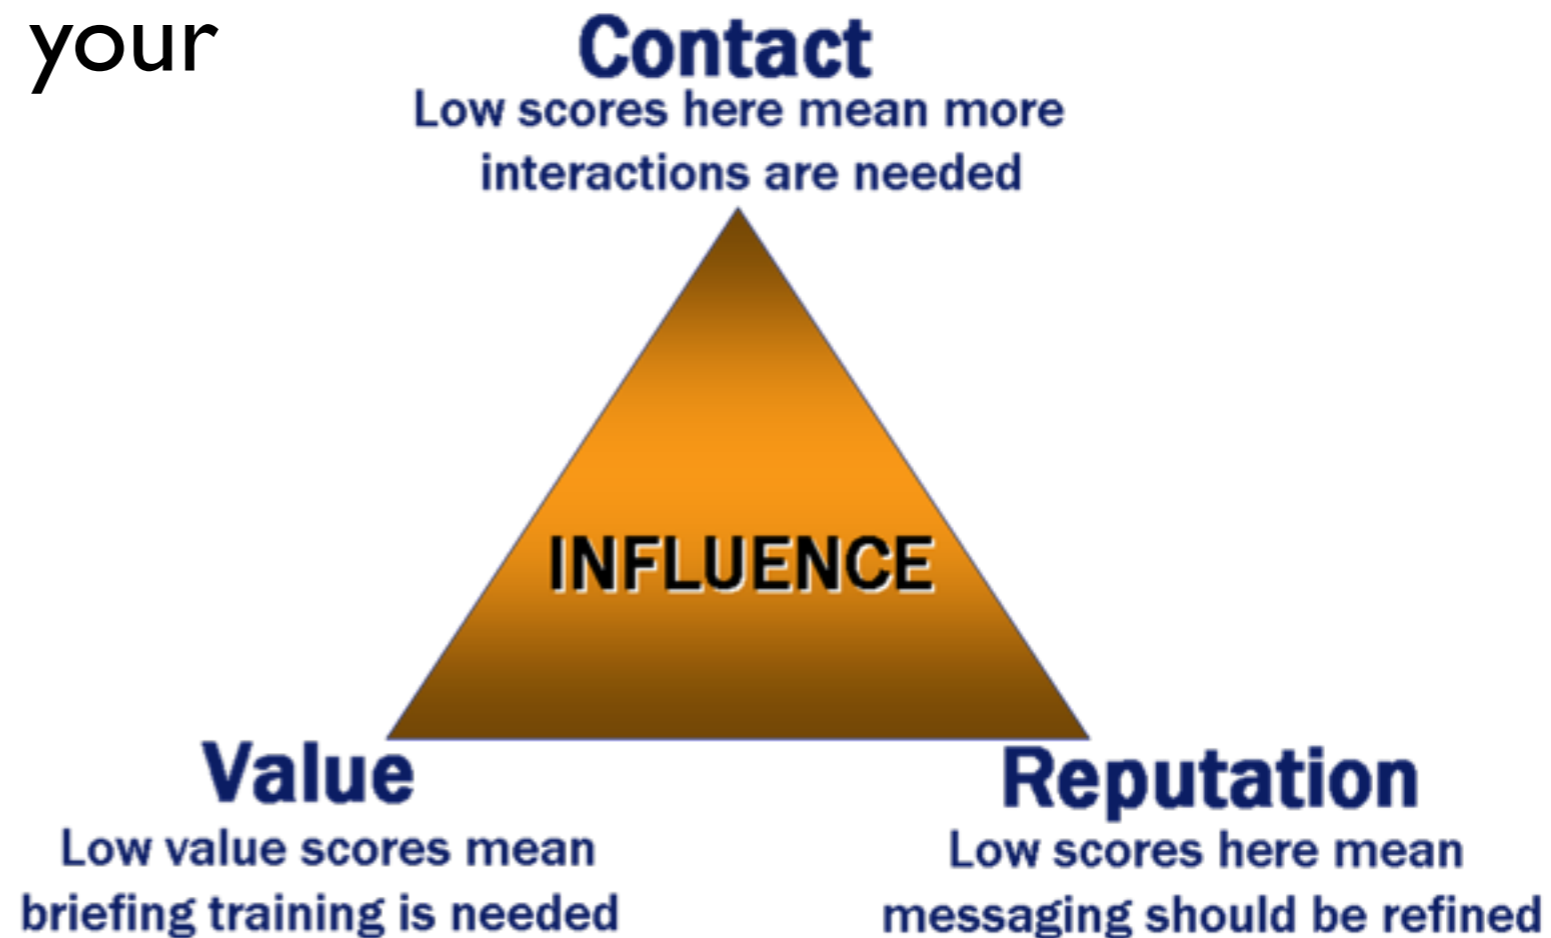 your
Contact
Low scores here mean more
interactions are needed
INFLUENCE
Value
Low value scores mean
briefing training is needed
Reputation
Low scores here mean
messaging should be refined